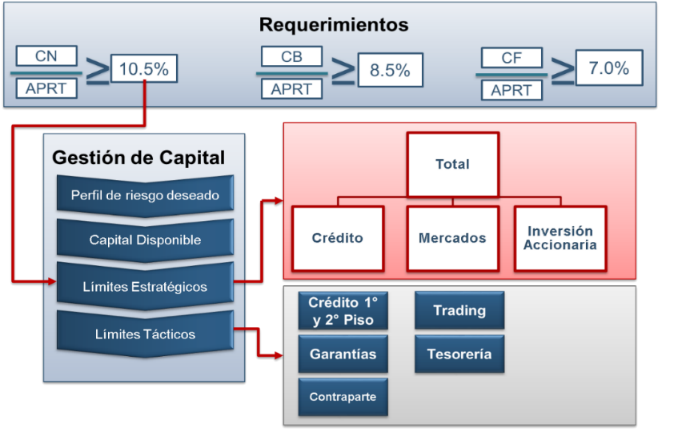 Requerimientos
CN
APRT
≥
10.5%
CB
APRT
≥
8.5%
CF
APRT
≥
7.0%
Gestión de Capital
Perfil de riesgo deseado
Capital Disponible
Límites Estratégicos
Límites Tácticos
Total
Crédito
Mercados
Inversión
Accionaria
Crédito 1°
y 2° Piso
Trading
Garantías
Tesorería
Contraparte